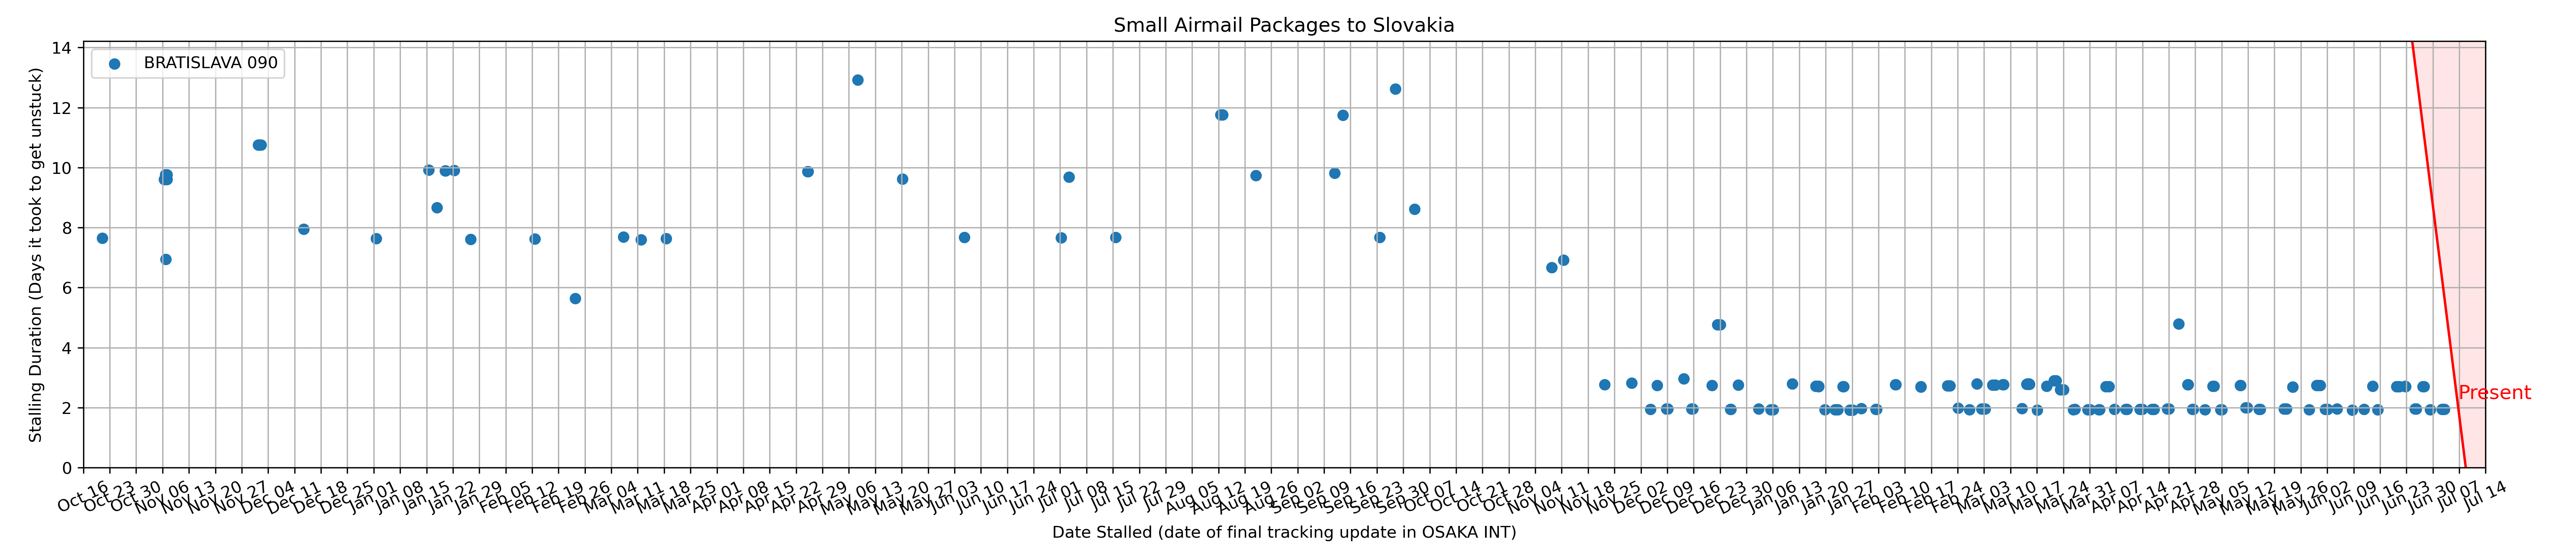 Small Airmail Packages to Slovakia
BRATISLAVA 090
Stalling Duration (Days it took to get unstuck)
14
12
10
8
6
4
2
0
Present
Oct 16 Oct 23 Oct 30 Nov 06 Nov 13 Nov 20 Nov 27 Dec 04 Dec 11 Dec 18 Dec 25 Jan 01 Jan 08 Jan 15 Jan 22 Jan 29 Feb 05 Feb 12 Feb 19 Feb 26 Mar 04 Mar 11 Mar 18 Mar 25 Apr 01 Apr 08 Apr 15 Apr 22 Apr 29 May 06 May 13 May 20 May 27 Jun 03 Jun 10 Jun 17 Jun 24 Jul 01 Jul 08 Jul 15 Jul 22 Jul 29 Aug 05 Aug 12 Aug 19 Aug 26 Sep 02 Sep 09 Sep 16 Sep 23 Sep 30 Oct 07 Oct 14 Oct 21 Oct 28 Nov 04 Nov 11 Nov 18 Nov 25 Dec 02 Dec 09 Dec 16 Dec 23 Dec 30 Jan 06 Jan 13 Jan 20 Jan 27 Feb 03 Feb 10 Feb 17 Feb 24 Mar 03 Mar 10 Mar 17 Mar 24 Mar 31 Apr 07 Apr 14 Apr 21 Apr 28 May 05 May 12 May 19 May 26 Jun 02 Jun 09 Jun 16 Jun 23 Jun 30 Jul 07 Jul 14
Date Stalled (date of final tracking update in OSAKA INT)